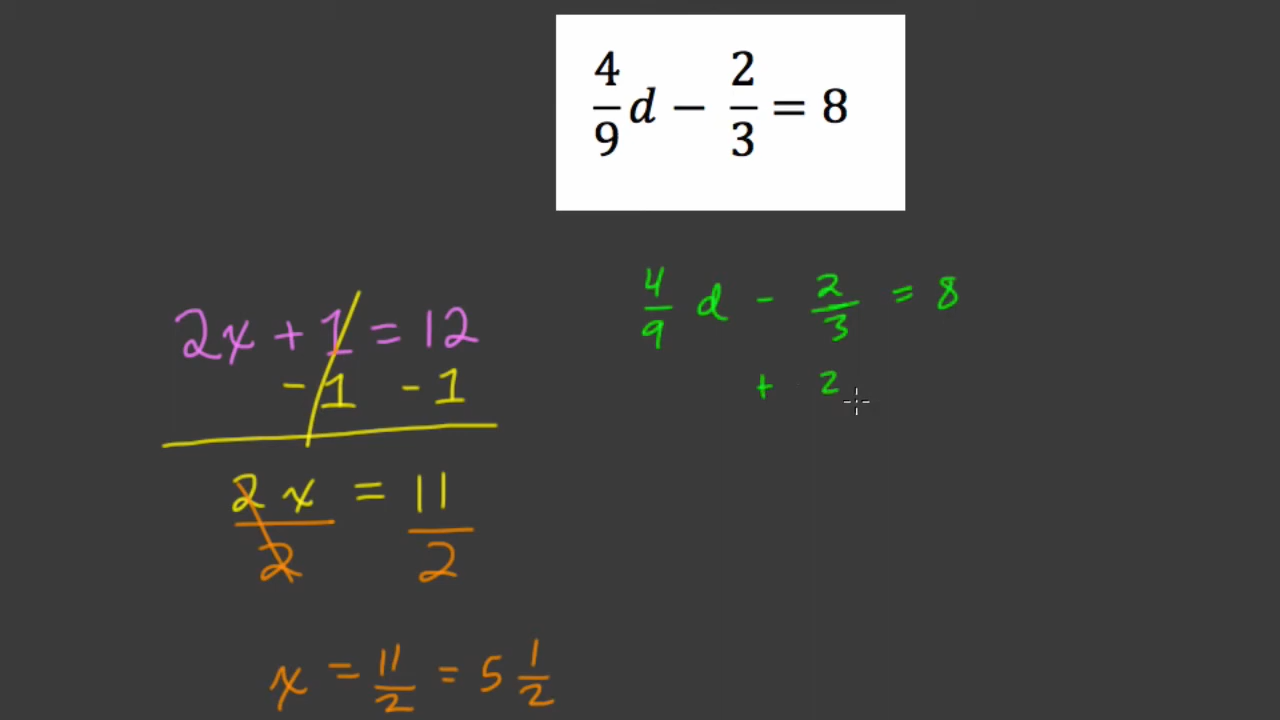 4/9 d − 2/3 = 8
2x + 1 = 12
− 1 − 1
2x = 11
2 2
x = 11/2 = 5 1/2
4/9 d − 2/3 = 8
+ 2